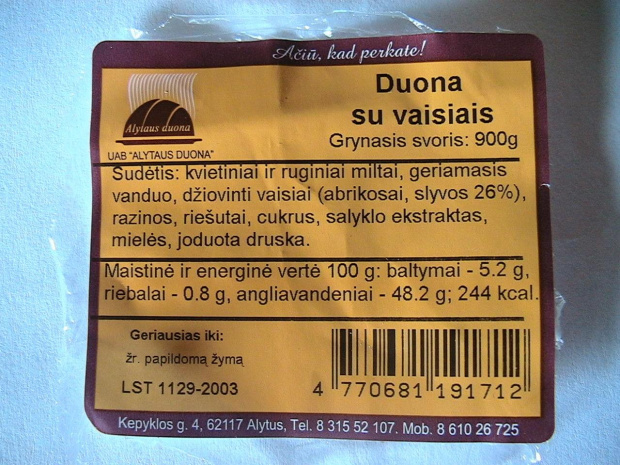 Ačiū, kad perkate!
Alytaus duona
UAB "ALYTAUS DUONA"
Duona
su vaisiais
Grynasis svoris: 900g
Sudėtis: kvietiniai ir ruginiai miltai, geriamasis
vanduo, džiovinti vaisiai (abrikosai, slyvos 26%),
razinos, riešutai, cukrus, salyklo ekstraktas,
mielės, joduota druska.
Maistinė ir energinė vertė 100 g: baltymai - 5.2 g,
riebalai - 0.8 g, angliavandeniai - 48.2 g; 244 kcal.
Geriausias iki:
žr. papildomą žymą
LST 1129-2003
4 770681 191712
Kepyklos g. 4, 62117 Alytus, Tel. 8 315 52 107. Mob. 8 610 26 725